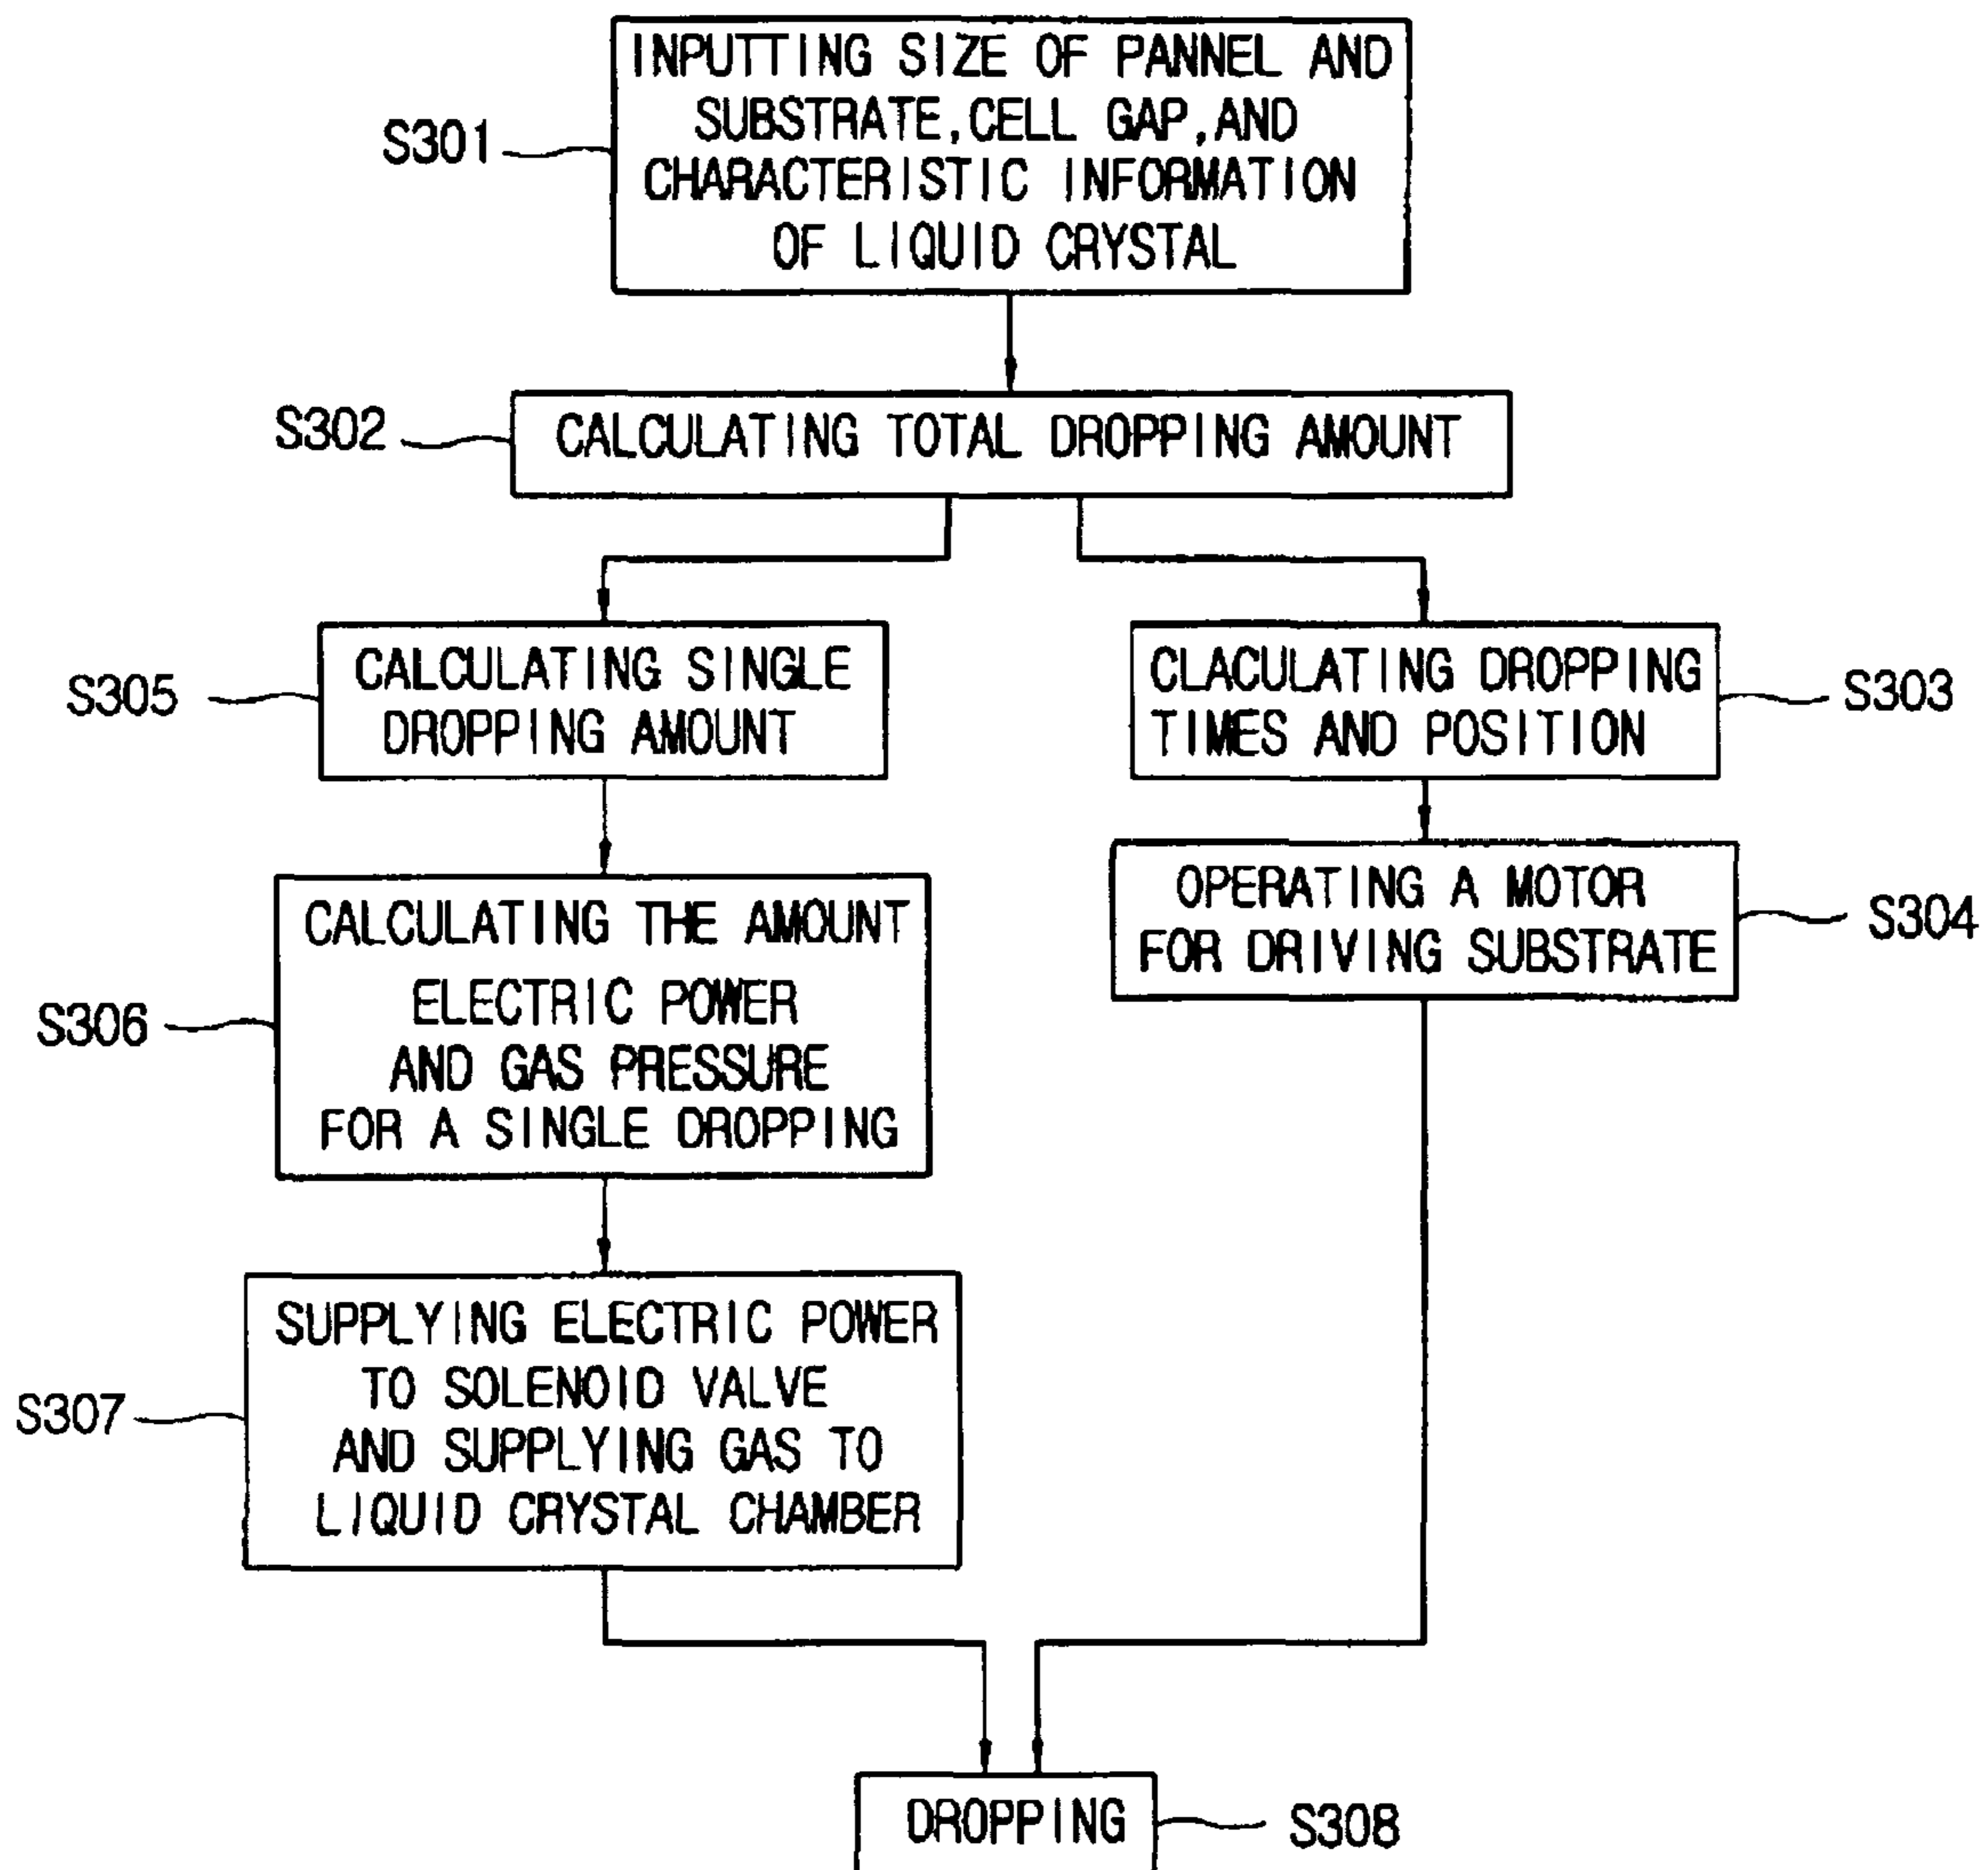 INPUTTING SIZE OF PANNEL AND
SUBSTRATE, CELL GAP, AND
CHARACTERISTIC INFORMATION
OF LIQUID CRYSTAL
S301
CALCULATING TOTAL DROPPING AMOUNT
S302
CALCULATING SINGLE
DROPPING AMOUNT
S305
CLACULATING DROPPING
TIMES AND POSITION
S303
OPERATING A MOTOR
FOR DRIVING SUBSTRATE
S304
CALCULATING THE AMOUNT
ELECTRIC POWER
AND GAS PRESSURE
FOR A SINGLE DROPPING
S306
SUPPLYING ELECTRIC POWER
TO SOLENOID VALVE
AND SUPPLYING GAS TO
LIQUID CRYSTAL CHAMBER
S307
DROPPING
S308